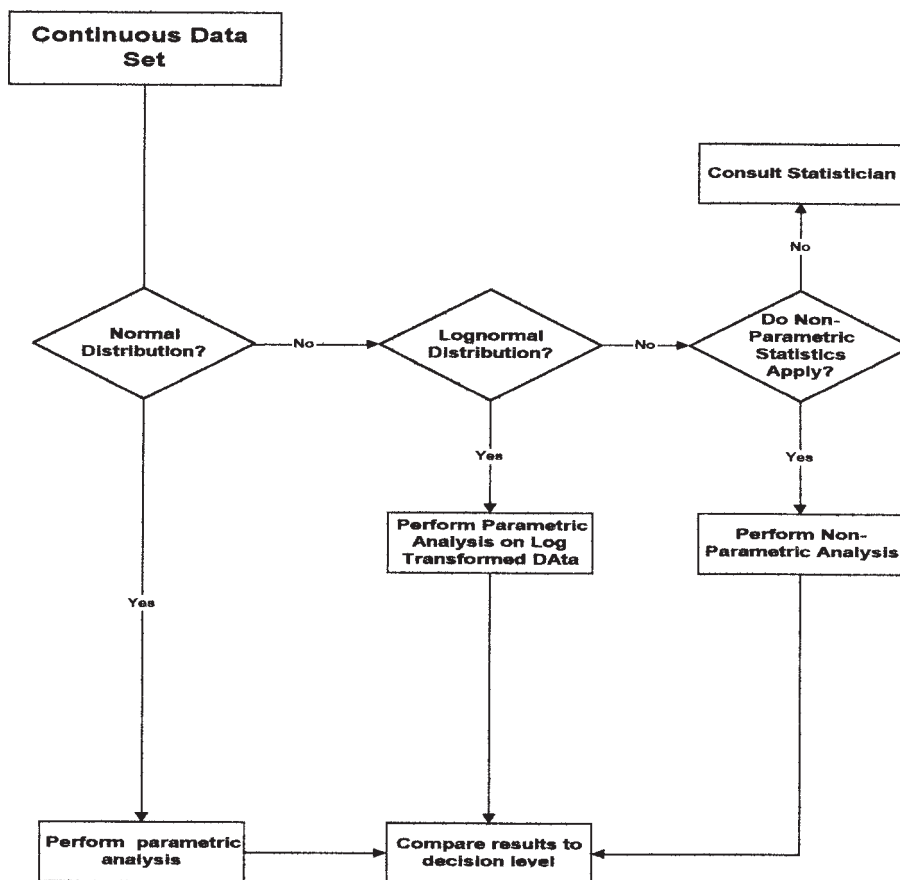 Continuous Data
Set
Consult Statistician
No
Normal
Distribution?
No
Lognormal
Distribution?
No
Do Non-
Parametric
Statistics
Apply?
Yes
Yes
Perform Parametric
Analysis on Log
Transformed DAta
Perform Non-
Parametric Analysis
Yes
Perform parametric
analysis
Compare results to
decision level